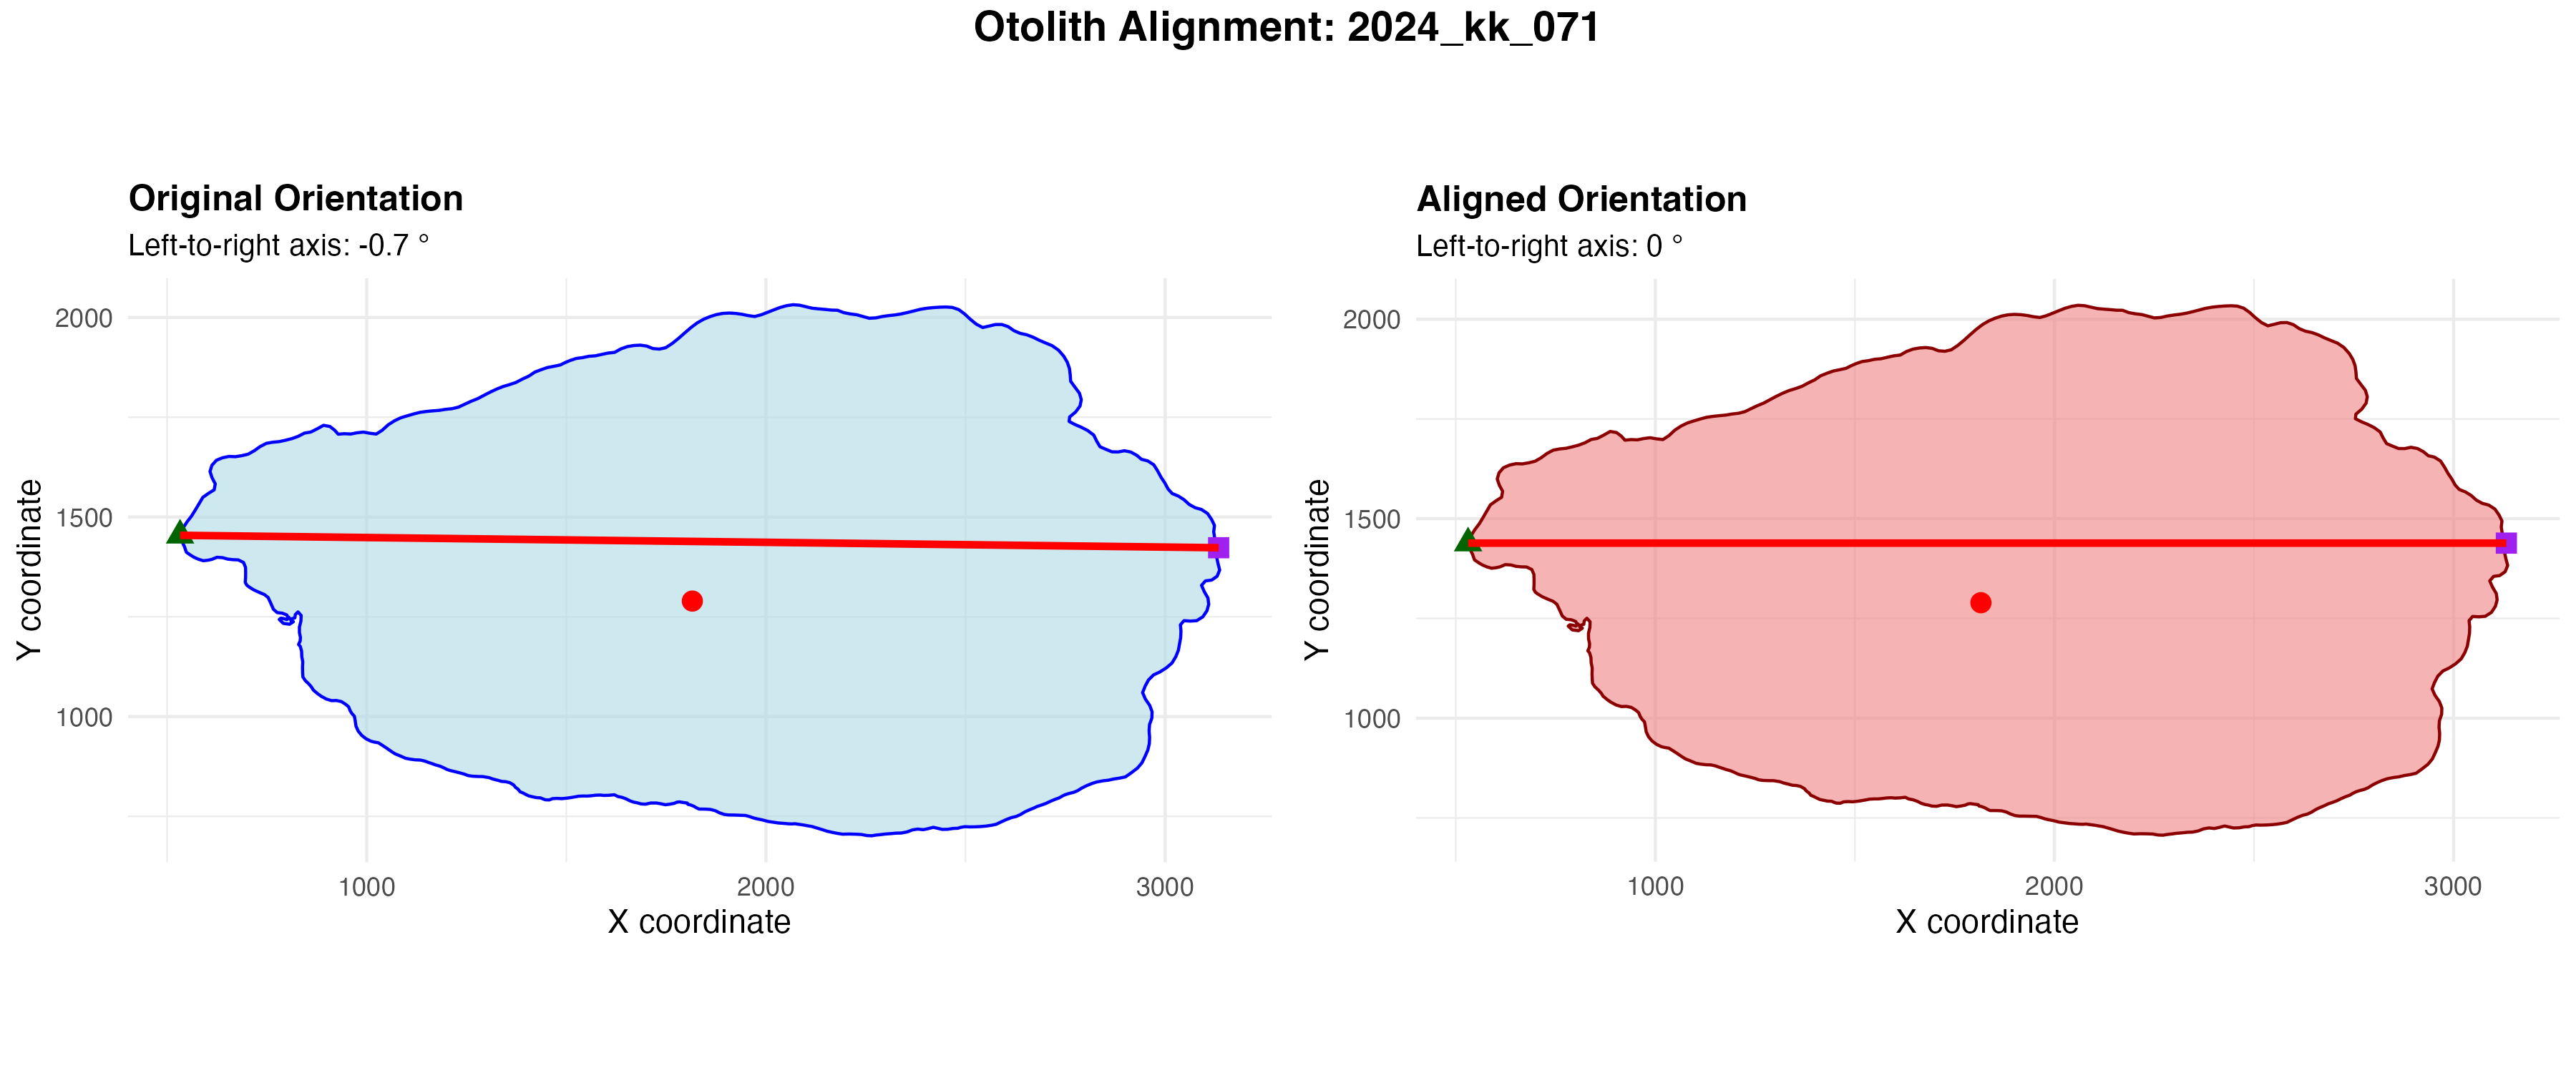 Otolith Alignment: 2024_kk_071
Original Orientation
Left-to-right axis: -0.7 °
2000
1500
1000
Y coordinate
1000
2000
3000
X coordinate
Aligned Orientation
Left-to-right axis: 0 °
2000
1500
1000
Y coordinate
1000
2000
3000
X coordinate